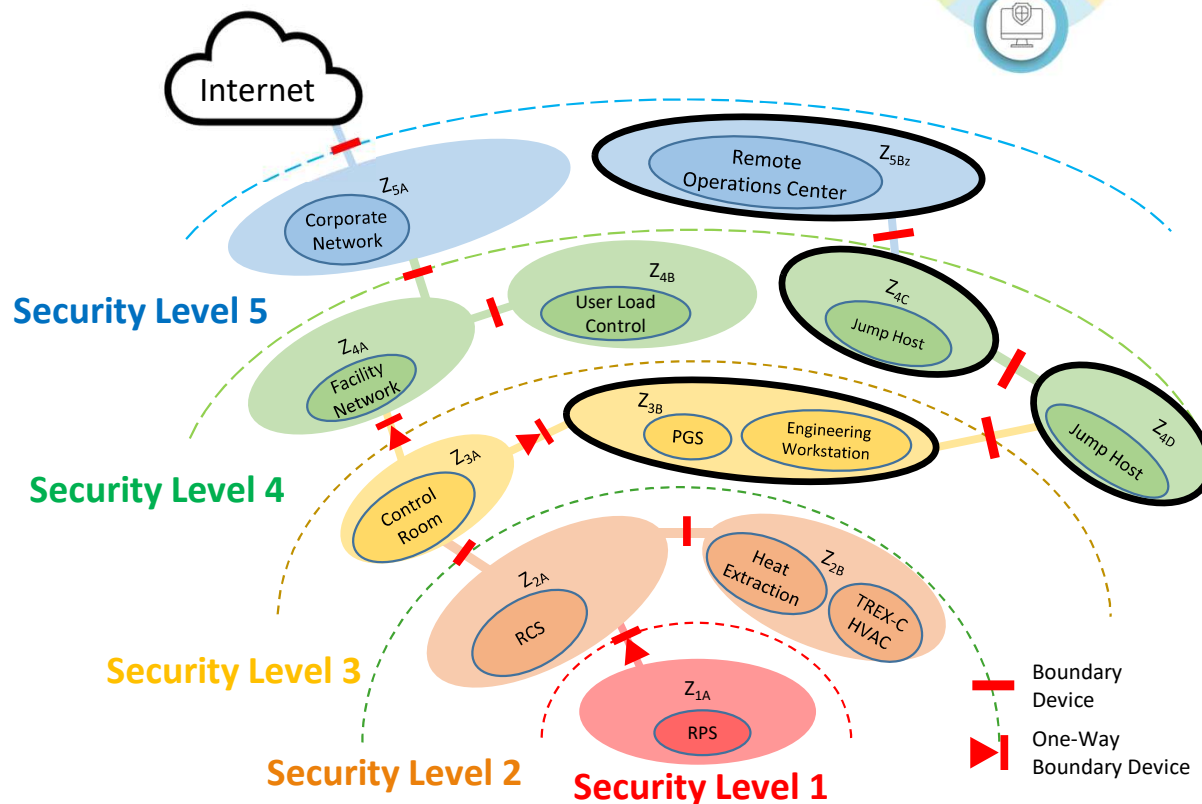 Internet
Z5A
Corporate
Network
Remote
Operations Center
Z5Bz
Security Level 5
Z4B
User Load
Control
Z4C
Jump Host
Z4A
Facility
Network
Z4D
Jump Host
Security Level 4
Z3B
PGS
Engineering
Workstation
Z3A
Control
Room
Security Level 3
Z2A
RCS
Z2B
Heat
Extraction
TREX-C
HVAC
Security Level 2
Z1A
RPS
Security Level 1
Boundary
Device
One-Way
Boundary Device